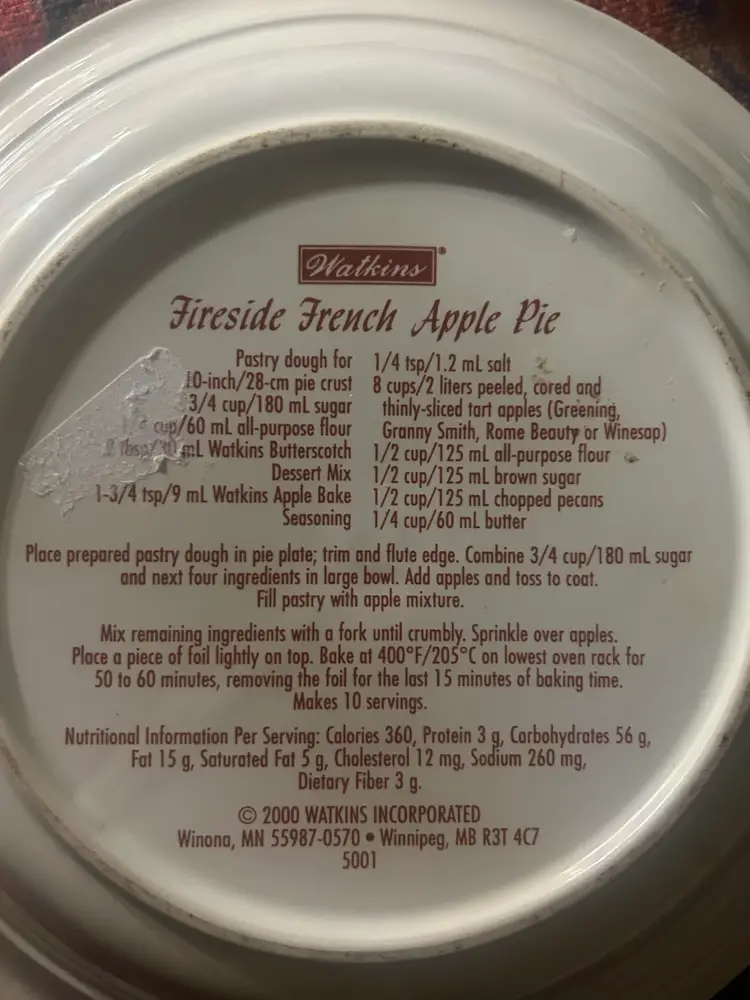 Watkins®
Fireside French Apple Pie
Pastry dough for
10-inch/28-cm pie crust
3/4 cup/180 mL sugar
cup/60 mL all-purpose flour
2 tbsp/30 mL Watkins Butterscotch
Dessert Mix
1-3/4 tsp/9 mL Watkins Apple Bake
Seasoning
1/4 tsp/1.2 mL salt
8 cups/2 liters peeled, cored and
thinly-sliced tart apples (Greening,
Granny Smith, Rome Beauty or Winesap)
1/2 cup/125 mL all-purpose flour
1/2 cup/125 mL brown sugar
1/2 cup/125 mL chopped pecans
1/4 cup/60 mL butter
Place prepared pastry dough in pie plate; trim and flute edge. Combine 3/4 cup/180 mL sugar
and next four ingredients in large bowl. Add apples and toss to coat.
Fill pastry with apple mixture.
Mix remaining ingredients with a fork until crumbly. Sprinkle over apples.
Place a piece of foil lightly on top. Bake at 400°F/205°C on lowest oven rack for
50 to 60 minutes, removing the foil for the last 15 minutes of baking time.
Makes 10 servings.
Nutritional Information Per Serving: Calories 360, Protein 3 g, Carbohydrates 56 g,
Fat 15 g, Saturated Fat 5 g, Cholesterol 12 mg, Sodium 260 mg,
Dietary Fiber 3 g.
© 2000 WATKINS INCORPORATED
Winona, MN 55987-0570 • Winnipeg, MB R3T 4C7
5001